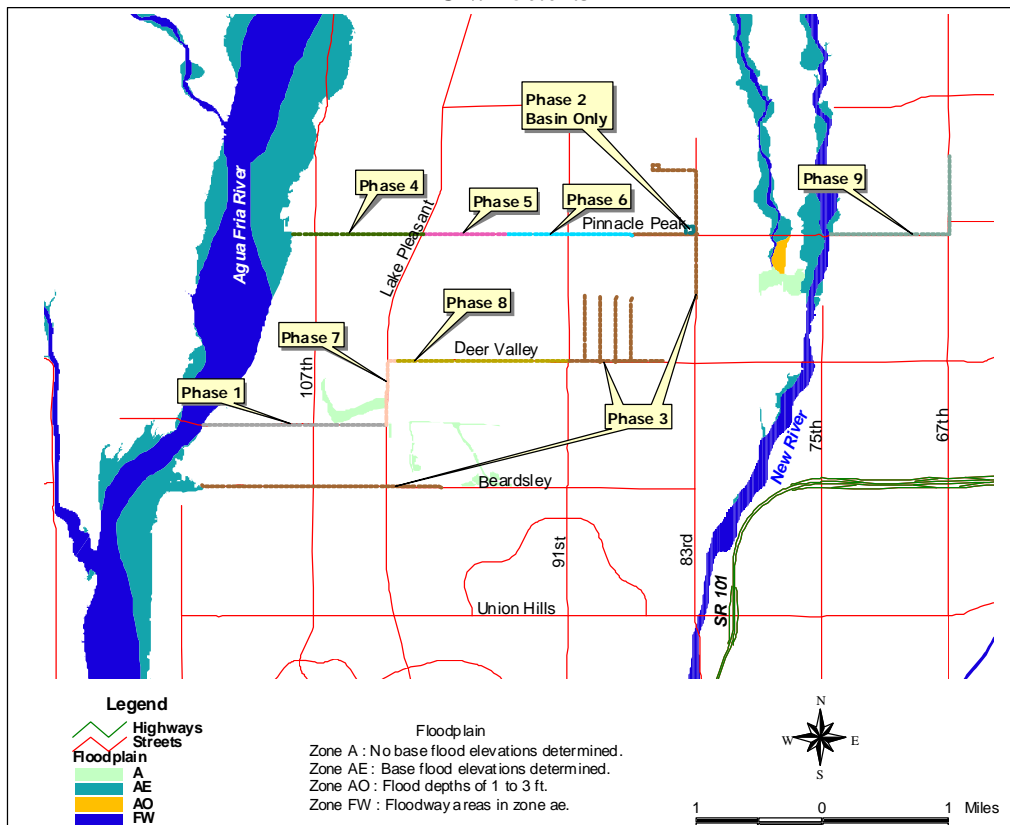 Phase 2
Basin Only
Phase 4
Phase 5
Phase 6
Phase 9
Pinnacle Peak
Agua Fria River
Lake Pleasant
Phase 8
Phase 7
Deer Valley
107th
Phase 1
Phase 3
New River
75th
67th
Beardsley
91st
83rd
SR 101
Union Hills
Legend
Highways
Streets
Floodplain
A
AE
AO
FW
Floodplain
Zone A : No base flood elevations determined.
Zone AE : Base flood elevations determined.
Zone AO : Flood depths of 1 to 3 ft.
Zone FW : Floodway areas in zone ae.
N
W E
S
1 0 1 Miles